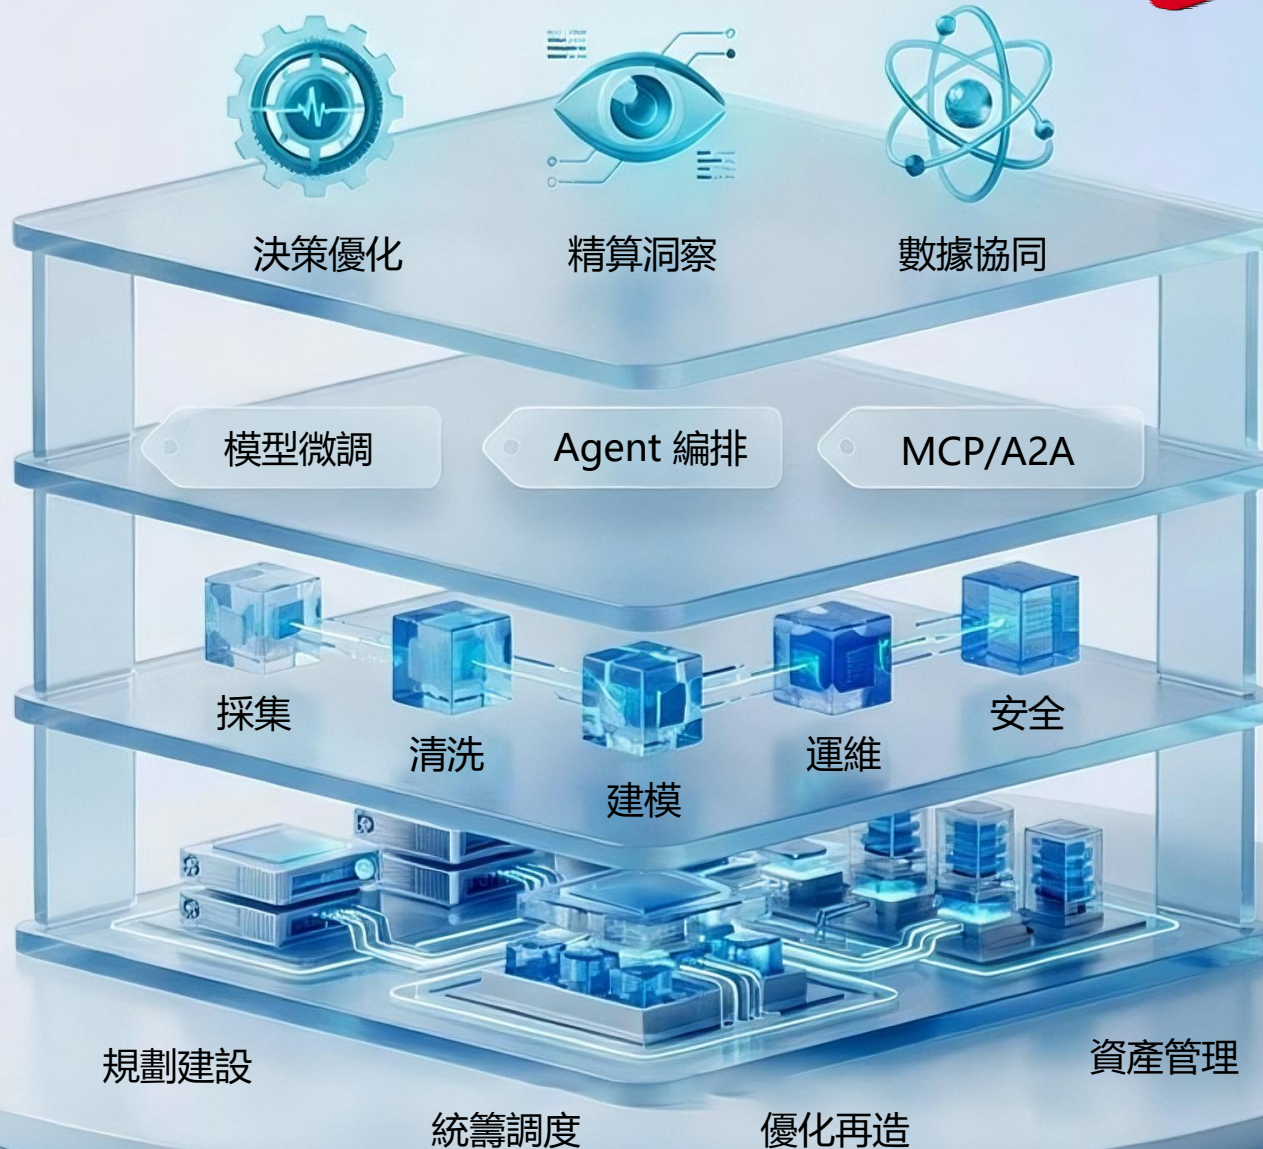 決策優化
精算洞察
數據協同
模型微調
Agent 編排
MCP/A2A
採集
清洗
建模
運維
安全
規劃建設
統籌調度
優化再造
資產管理